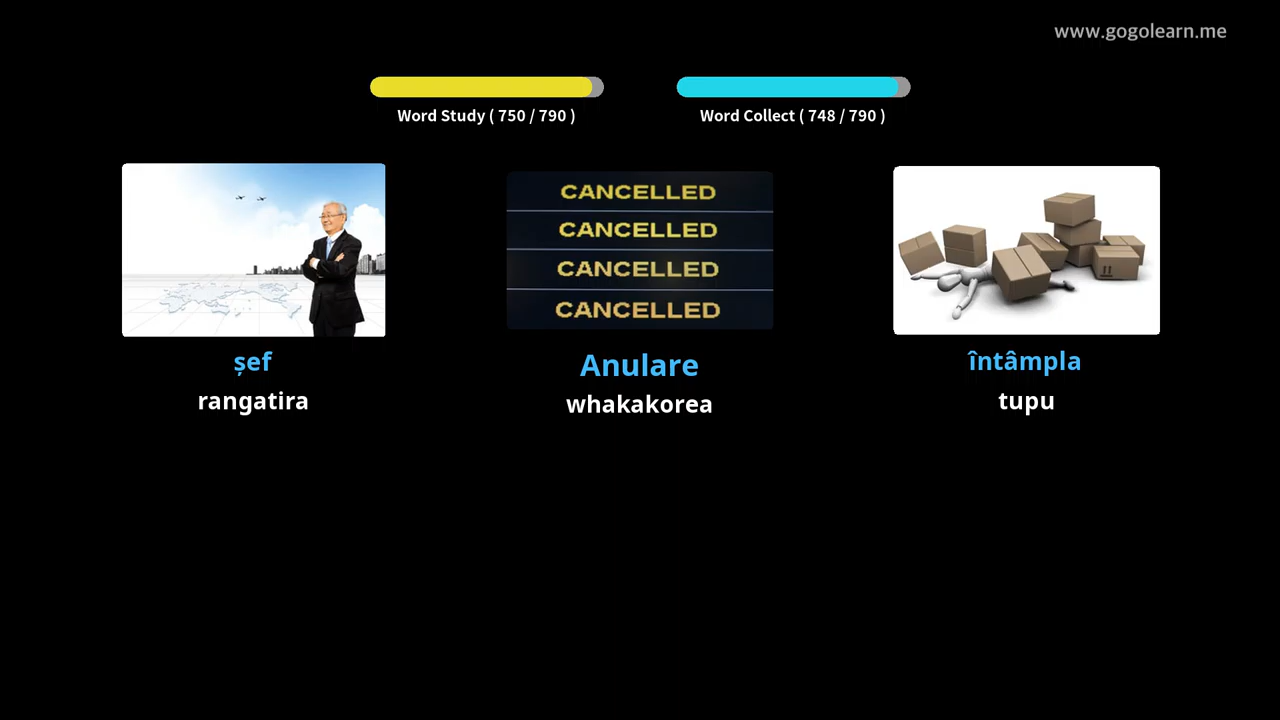 www.gogolearn.me
Word Study ( 750 / 790 )
Word Collect ( 748 / 790 )
CANCELLED
CANCELLED
CANCELLED
CANCELLED
șef
rangatira
Anulare
whakakorea
întâmpla
tupu